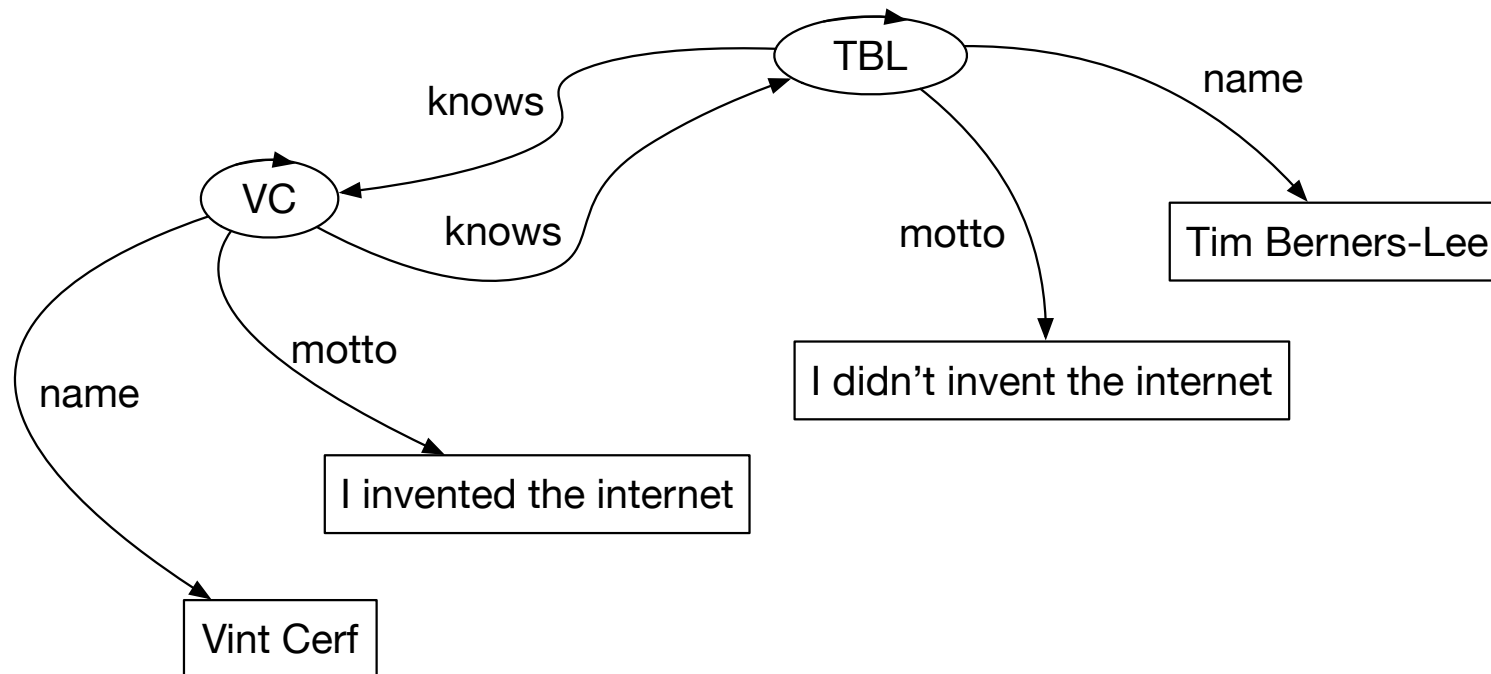 TBL
name
knows
VC
knows
motto
Tim Berners-Lee
motto
I didn’t invent the internet
name
I invented the internet
Vint Cerf